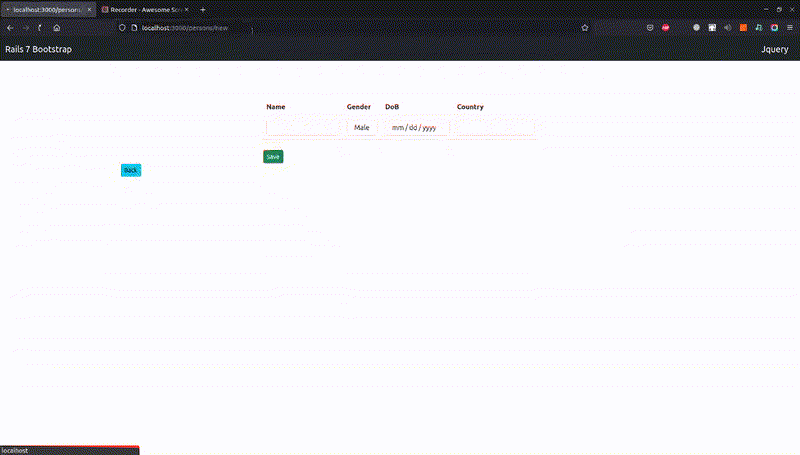 localhost:3000/persons
Recorder - Awesome Scr
localhost:3000/persons/new
Rails 7 Bootstrap Jquery
Name Gender DoB Country
Male mm / dd / yyyy
Save
Back
localhost